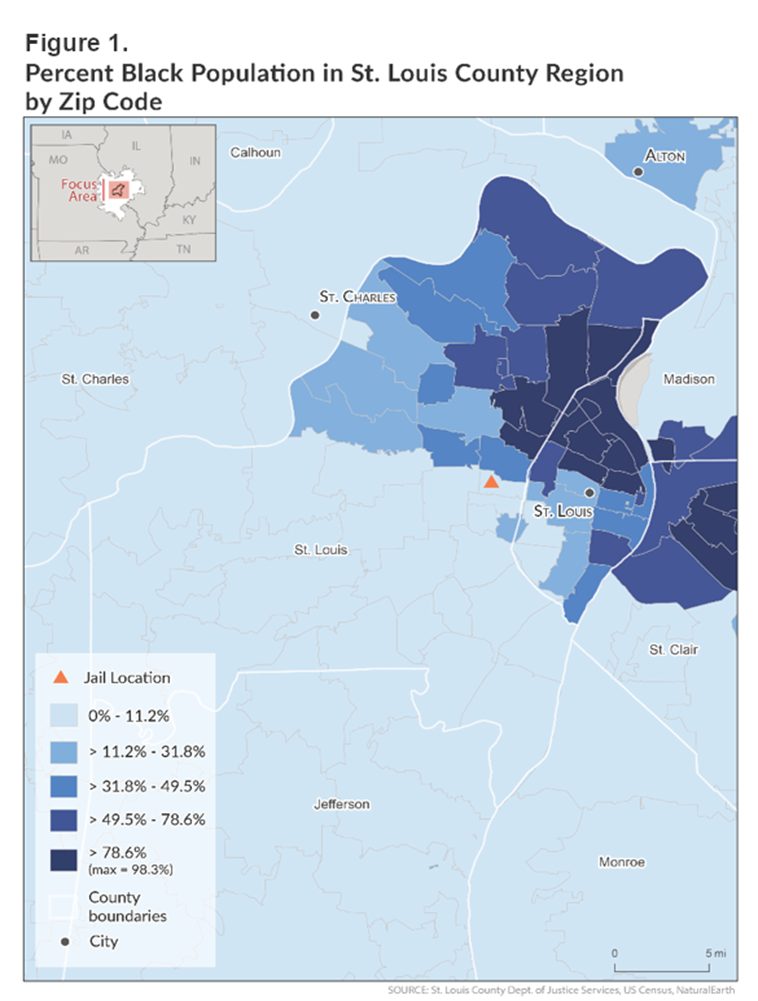 Figure 1.
Percent Black Population in St. Louis County Region
by Zip Code
IA
IL
MO
IN
Focus
Area
KY
AR
TN
Calhoun
ALTON
ST. CHARLES
St. Charles
Madison
ST. LOUIS
St. Louis
St. Clair
Jail Location
0% - 11.2%
> 11.2% - 31.8%
> 31.8% - 49.5%
> 49.5% - 78.6%
> 78.6%
(max = 98.3%)
County
boundaries
City
Jefferson
Monroe
0 5 mi
SOURCE: St. Louis County Dept. of Justice Services, US Census, NaturalEarth